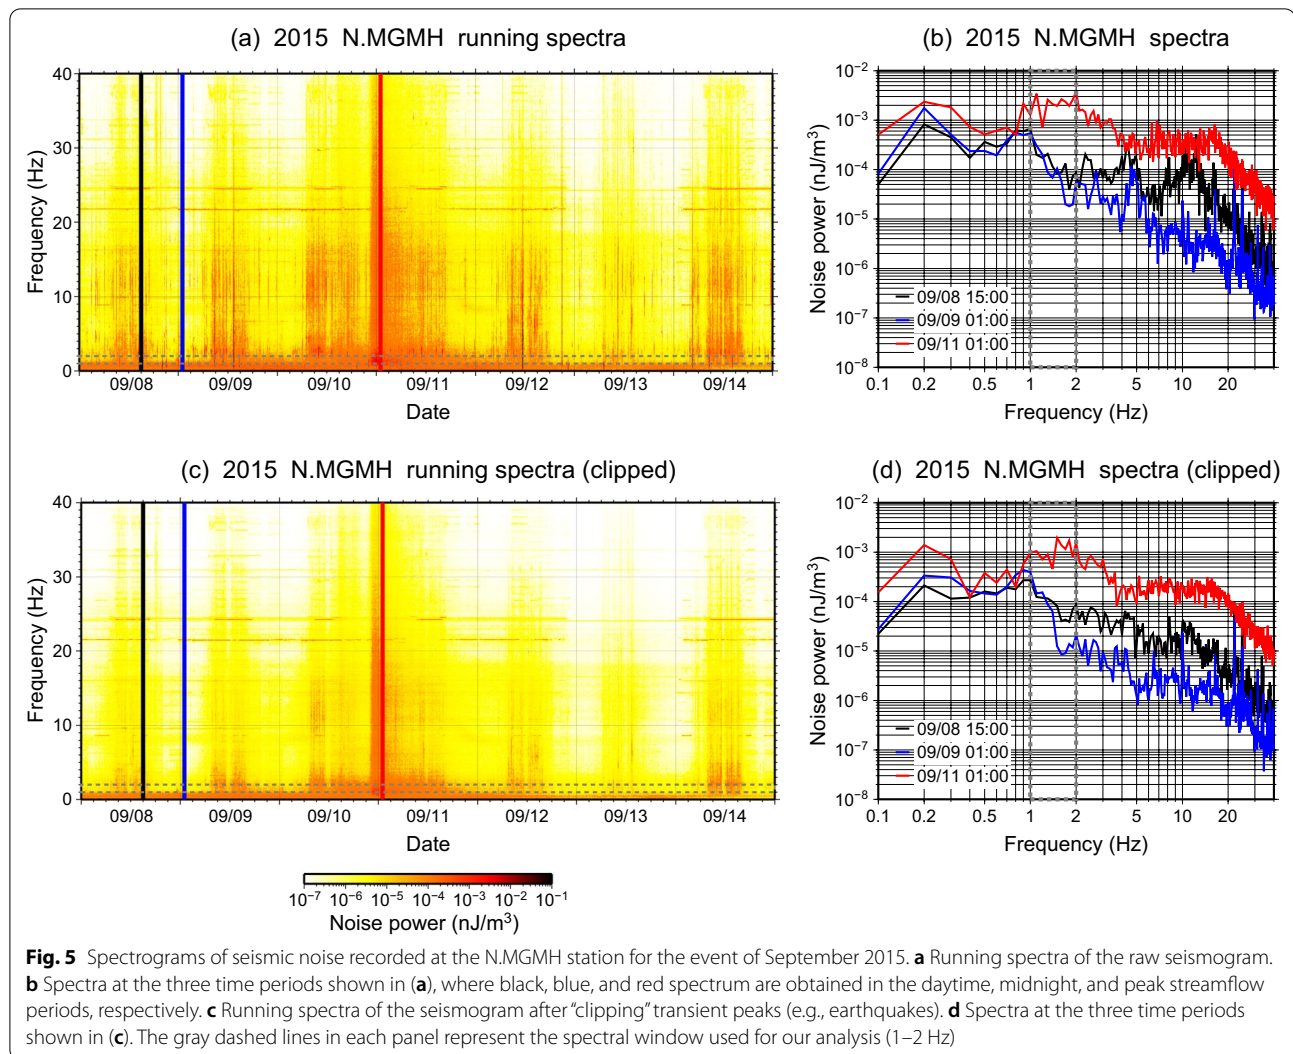 (a) 2015 N.MGMH running spectra
40
30
20
10
0
Frequency (Hz)
09/08 09/09 09/10 09/11 09/12 09/13 09/14
Date
(b) 2015 N.MGMH spectra
10−2
10−3
10−4
10−5
10−6
10−7
10−8
Noise power (nJ/m3)
09/08 15:00
09/09 01:00
09/11 01:00
0.1 0.2 0.5 1 2 5 10 20
Frequency (Hz)
(c) 2015 N.MGMH running spectra (clipped)
40
30
20
10
0
Frequency (Hz)
09/08 09/09 09/10 09/11 09/12 09/13 09/14
Date
(d) 2015 N.MGMH spectra (clipped)
10−2
10−3
10−4
10−5
10−6
10−7
10−8
Noise power (nJ/m3)
09/08 15:00
09/09 01:00
09/11 01:00
0.1 0.2 0.5 1 2 5 10 20
Frequency (Hz)
10−7 10−6 10−5 10−4 10−3 10−2 10−1
Noise power (nJ/m3)
Fig. 5 Spectrograms of seismic noise recorded at the N.MGMH station for the event of September 2015. a Running spectra of the raw seismogram.
b Spectra at the three time periods shown in (a), where black, blue, and red spectrum are obtained in the daytime, midnight, and peak streamflow
periods, respectively. c Running spectra of the seismogram after “clipping” transient peaks (e.g., earthquakes). d Spectra at the three time periods
shown in (c). The gray dashed lines in each panel represent the spectral window used for our analysis (1–2 Hz)